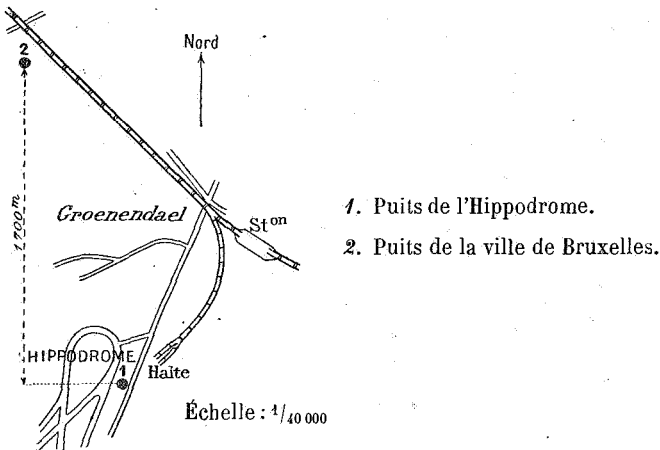 2
Nord
1700 m
Groenendael
Ston
1. Puits de l'Hippodrome.
2. Puits de la ville de Bruxelles.
HIPPODROME
1
Halte
Échelle : 1/40 000